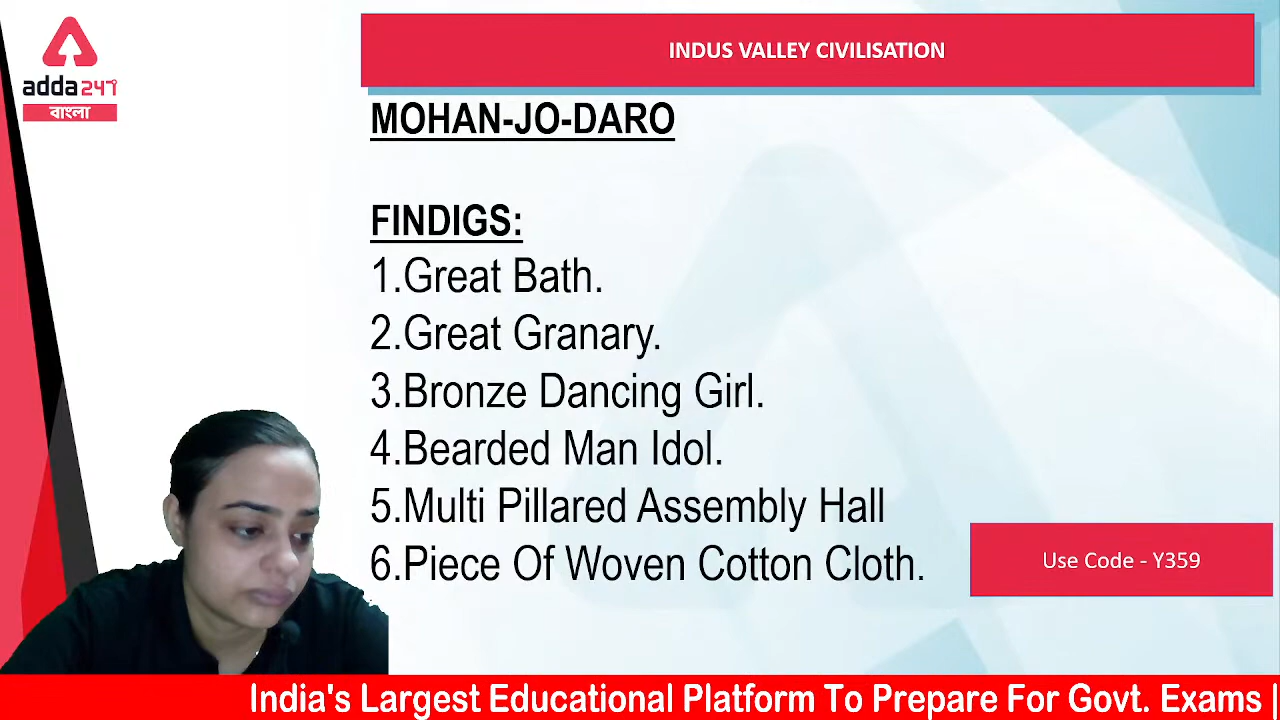 adda247
বাংলা
INDUS VALLEY CIVILISATION
MOHAN-JO-DARO
FINDIGS:
1.Great Bath.
2.Great Granary.
3.Bronze Dancing Girl.
4.Bearded Man Idol.
5.Multi Pillared Assembly Hall
6.Piece Of Woven Cotton Cloth.
Use Code - Y359
India's Largest Educational Platform To Prepare For Govt. Exams |